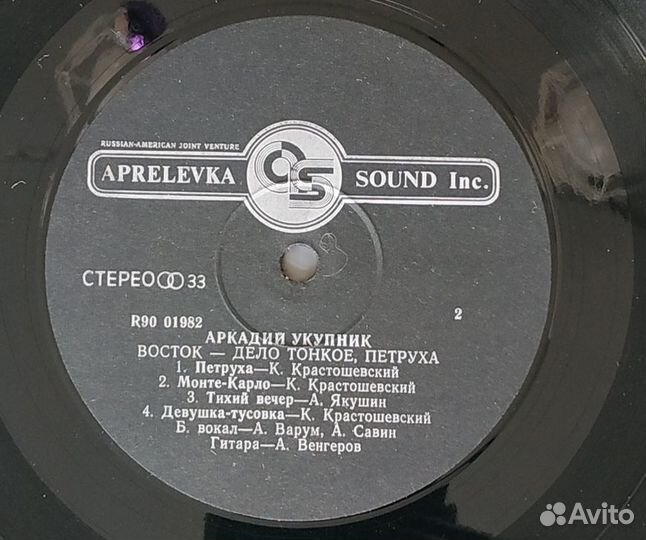 RUSSIAN-AMERICAN JOINT VENTURE
APRELEVKA SOUND Inc.
СТЕРЕО 33
R90 01982
2
АРКАДИЙ УКУПНИК
ВОСТОК — ДЕЛО ТОНКОЕ, ПЕТРУХА
1. Петруха—К. Крастошевский
2. Монте-Карло—К. Крастошевский
3. Тихий вечер—А. Якушин
4. Девушка-тусовка—К. Крастошевский
Б. вокал—А. Варум, А. Савин
Гитара—А. Венгеров
Avito